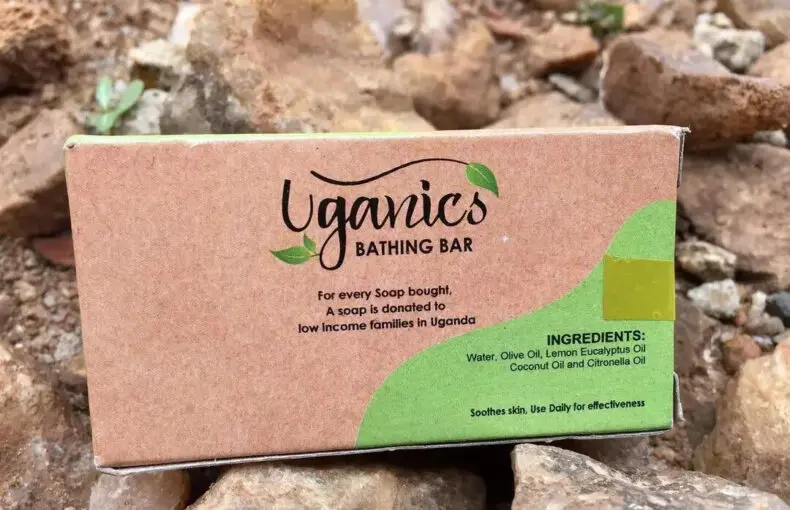 Uganics
BATHING BAR
For every Soap bought,
A soap is donated to
low Income families in Uganda
INGREDIENTS:
Water, Olive Oil, Lemon Eucalyptus Oil
Coconut Oil and Citronella Oil
Soothes skin, Use Daily for effectiveness